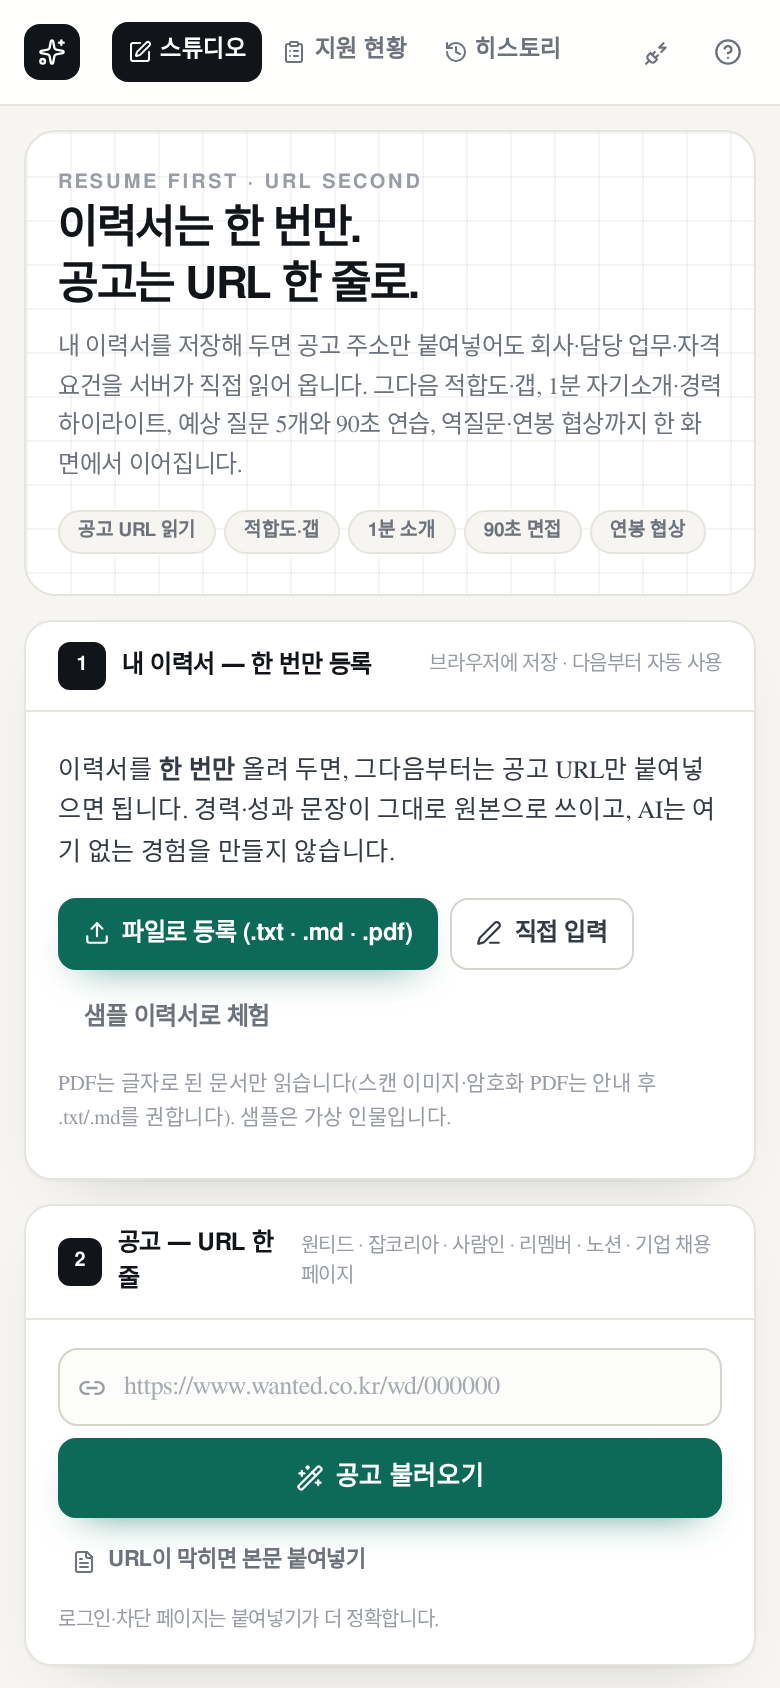 스튜디오 지원 현황 히스토리
RESUME FIRST · URL SECOND
이력서는 한 번만.
공고는 URL 한 줄로.
내 이력서를 저장해 두면 공고 주소만 붙여넣어도 회사·담당 업무·자격
요건을 서버가 직접 읽어 옵니다. 그다음 적합도·갭, 1분 자기소개·경력
하이라이트, 예상 질문 5개와 90초 연습, 역질문·연봉 협상까지 한 화
면에서 이어집니다.
공고 URL 읽기 적합도·갭 1분 소개 90초 면접 연봉 협상
1 내 이력서 — 한 번만 등록 브라우저에 저장 · 다음부터 자동 사용
이력서를 한 번만 올려 두면, 그다음부터는 공고 URL만 붙여넣
으면 됩니다. 경력·성과 문장이 그대로 원본으로 쓰이고, AI는 여
기 없는 경험을 만들지 않습니다.
파일로 등록 (.txt · .md · .pdf) 직접 입력
샘플 이력서로 체험
PDF는 글자로 된 문서만 읽습니다(스캔 이미지·암호화 PDF는 안내 후
.txt/.md를 권합니다). 샘플은 가상 인물입니다.
2 공고 — URL 한
줄
원티드 · 잡코리아 · 사람인 · 리멤버 · 노션 · 기업 채용
페이지
https://www.wanted.co.kr/wd/000000
공고 불러오기
URL이 막히면 본문 붙여넣기
로그인·차단 페이지는 붙여넣기가 더 정확합니다.